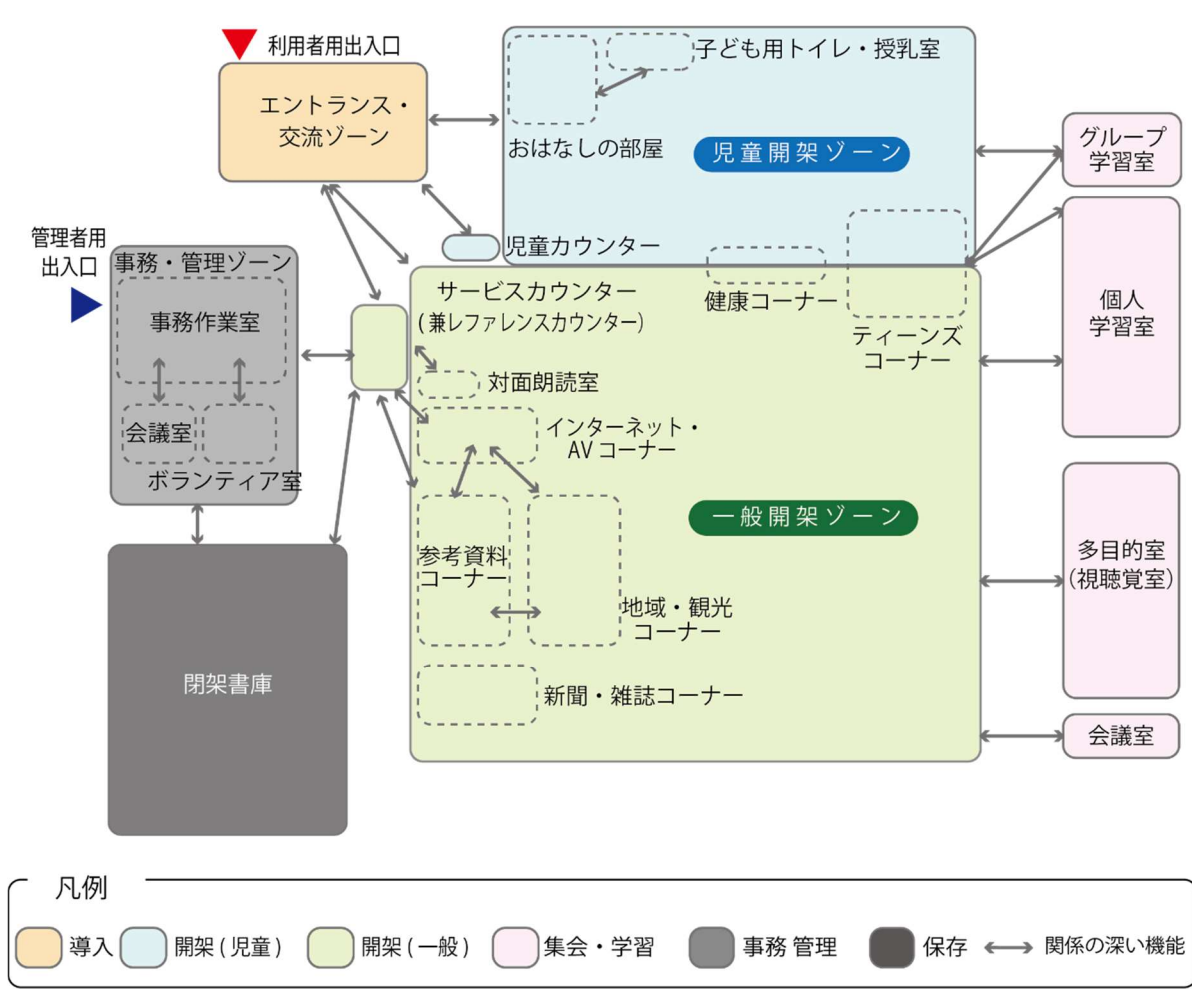 利用者用出入口
エントランス・
交流ゾーン
子ども用トイレ・授乳室
おはなしの部屋
児童開架ゾーン
グループ
学習室
管理者用
出入口
事務・管理ゾーン
事務作業室
会議室
ボランティア室
児童カウンター
サービスカウンター
(兼レファレンスカウンター)
健康コーナー
ティーンズ
コーナー
個人
学習室
対面朗読室
インターネット・
AVコーナー
一般開架ゾーン
参考資料
コーナー
地域・観光
コーナー
多目的室
(視聴覚室)
新聞・雑誌コーナー
会議室
閉架書庫
凡例
導入
開架(児童)
開架(一般)
集会・学習
事務 管理
保存
関係の深い機能